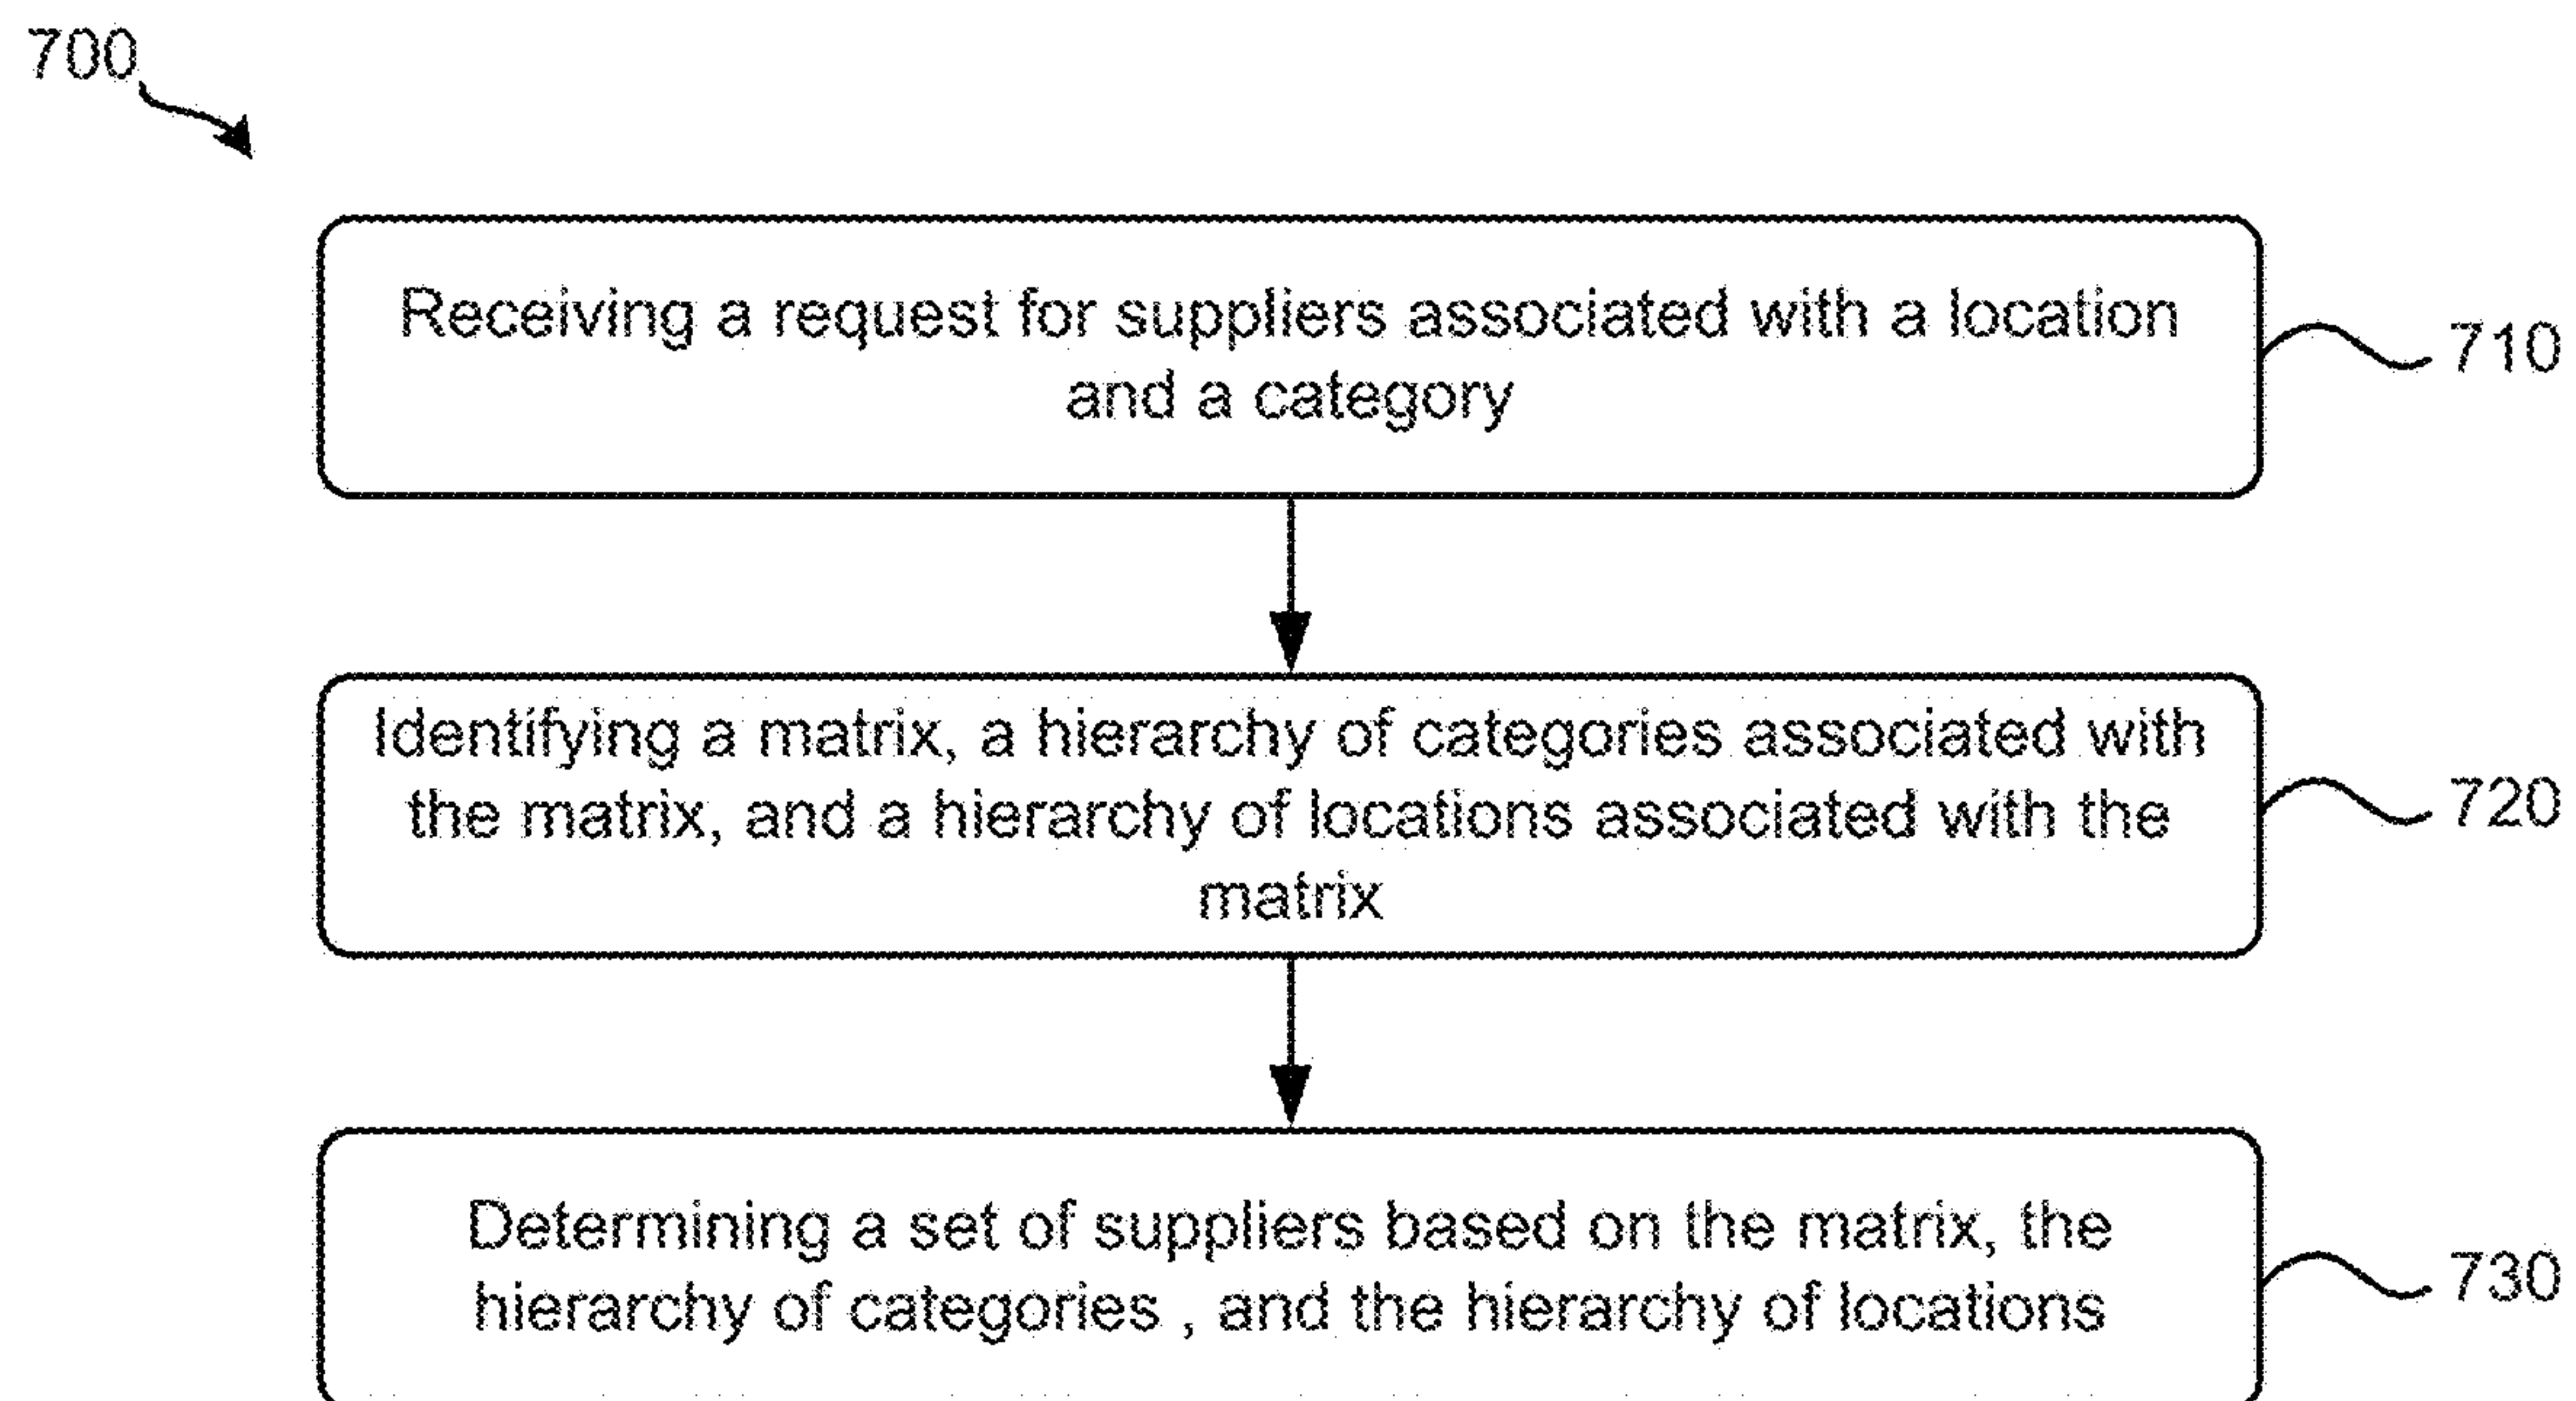 700
Receiving a request for suppliers associated with a location
and a category
710
Identifying a matrix, a hierarchy of categories associated with
the matrix, and a hierarchy of locations associated with the
matrix
720
Determining a set of suppliers based on the matrix, the
hierarchy of categories , and the hierarchy of locations
730